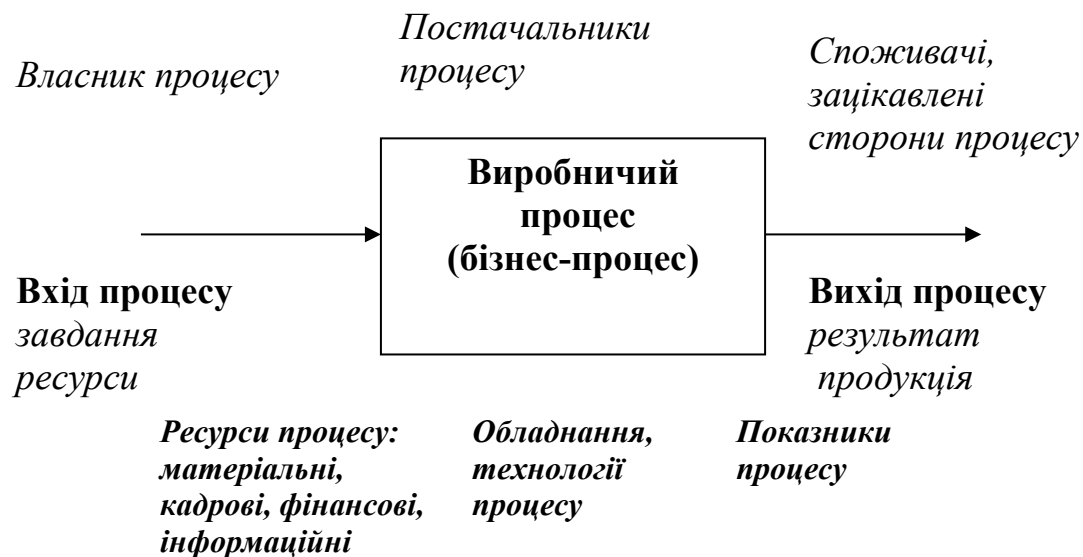 Власник процесу
Постачальники
процесу
Споживачі,
зацікавлені
сторони процесу
Виробничий
процес
(бізнес-процес)
Вхід процесу
завдання
ресурси
Вихід процесу
результат
продукція
Ресурси процесу:
матеріальні,
кадрові, фінансові,
інформаційні
Обладнання,
технології
процесу
Показники
процесу